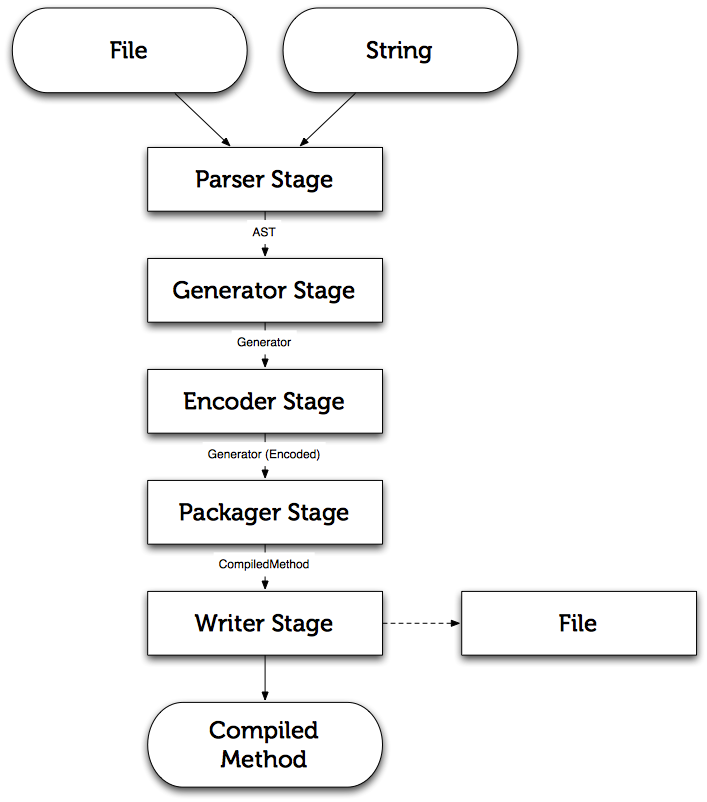 File
String
Parser Stage
AST
Generator Stage
Generator
Encoder Stage
Generator (Encoded)
Packager Stage
CompiledMethod
Writer Stage
File
Compiled
Method